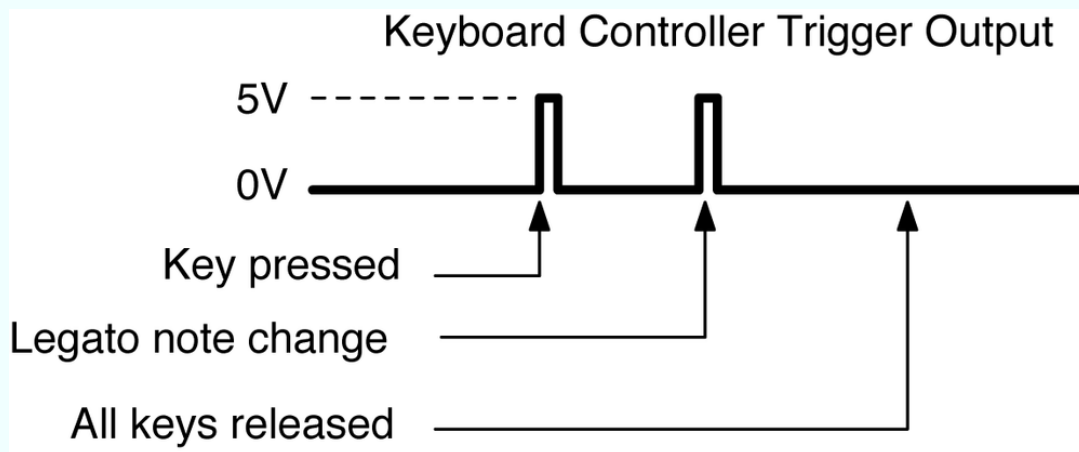 Keyboard Controller Trigger Output
5V
0V
Key pressed
Legato note change
All keys released